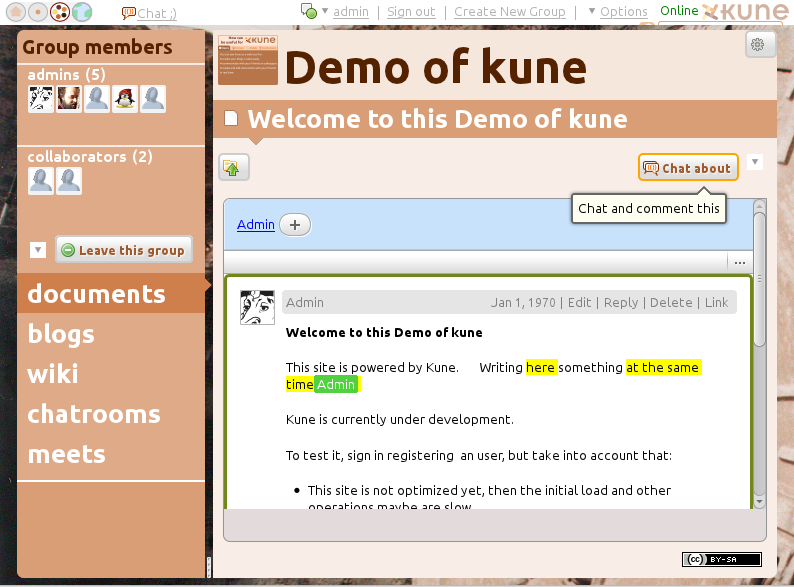 Chat ;)
admin | Sign out | Create New Group | Options Online kune
Group members
admins (5)
collaborators (2)
Leave this group
documents
blogs
wiki
chatrooms
meets
Demo of kune
Welcome to this Demo of kune
Chat about
Chat and comment this
Admin +
...
Admin Jan 1, 1970 | Edit | Reply | Delete | Link
Welcome to this Demo of kune
This site is powered by Kune. Writing here something at the same
time Admin
Kune is currently under development.
To test it, sign in registering an user, but take into account that:
• This site is not optimized yet, then the initial load and other
operations maybe are slow
cc BY-SA